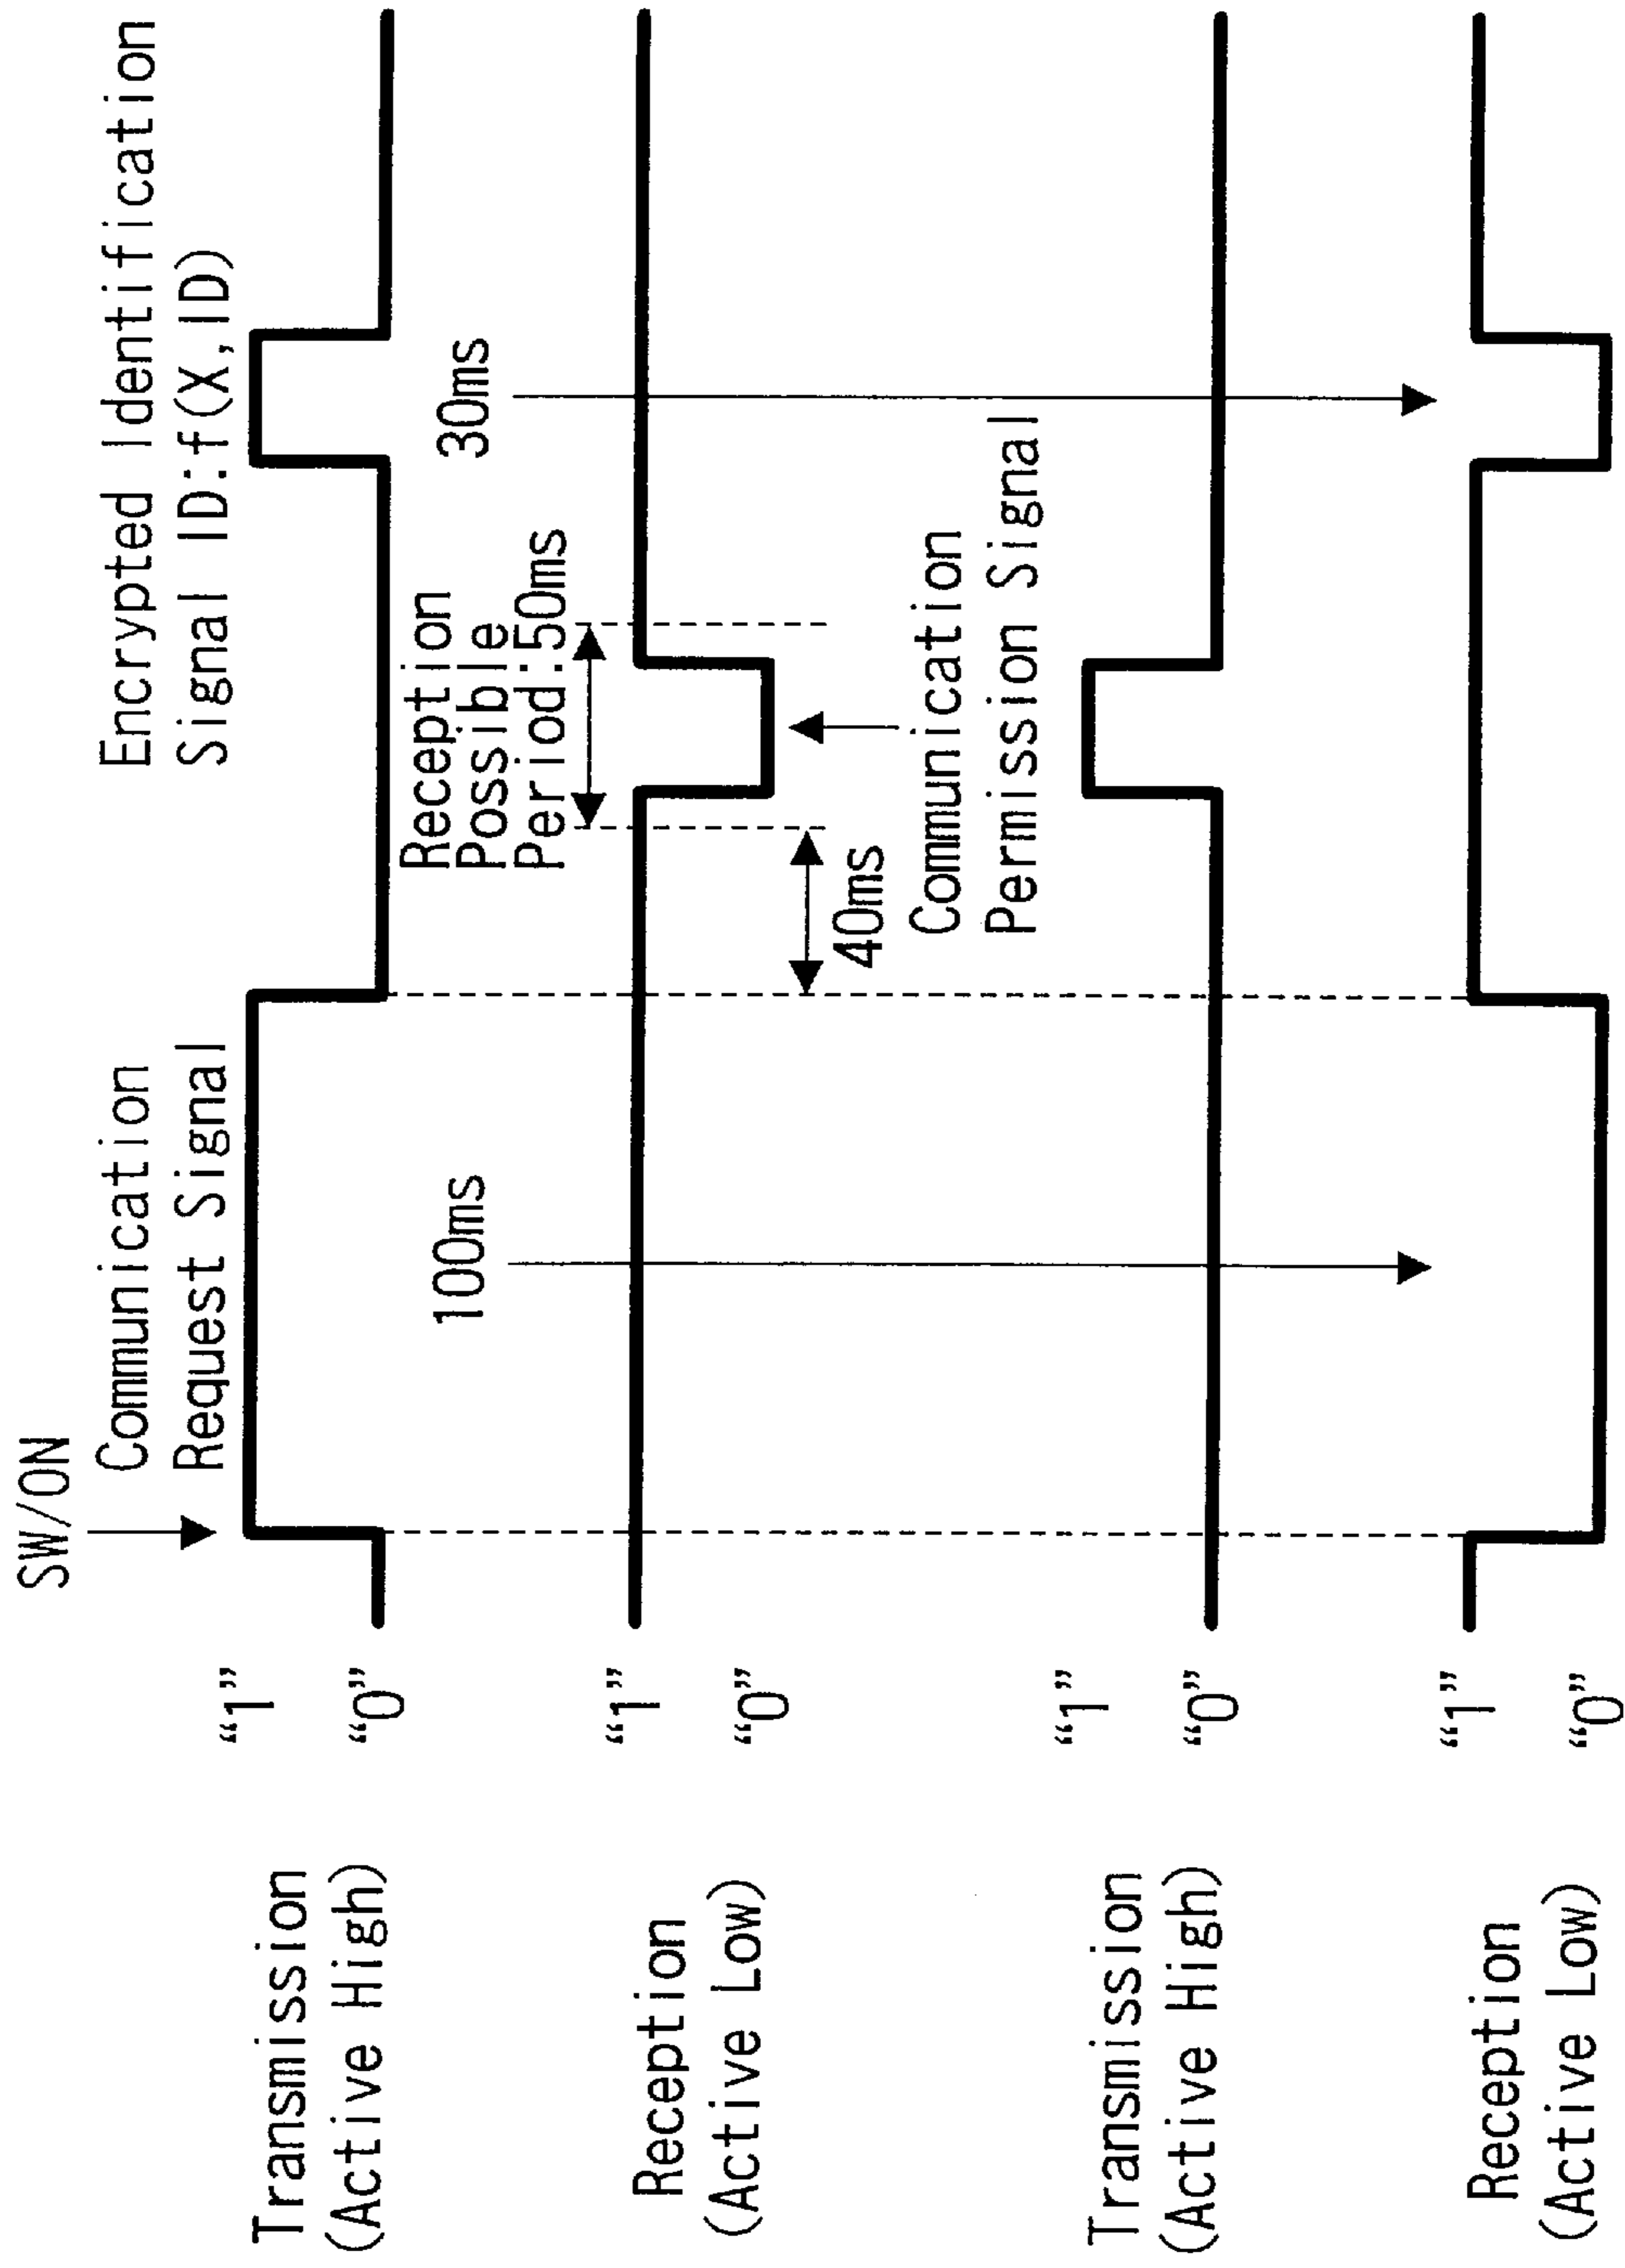 SW/ON
Communication
Request Signal
Encrypted Identification
Signal ID:f(X,ID)
Transmission
(Active High)
“1”
“0”
100ms
30ms
Reception
Possible
Period:50ms
Reception
(Active Low)
“1”
“0”
40ms
Communication
Permission Signal
Transmission
(Active High)
“1”
“0”
Reception
(Active Low)
“1”
“0”